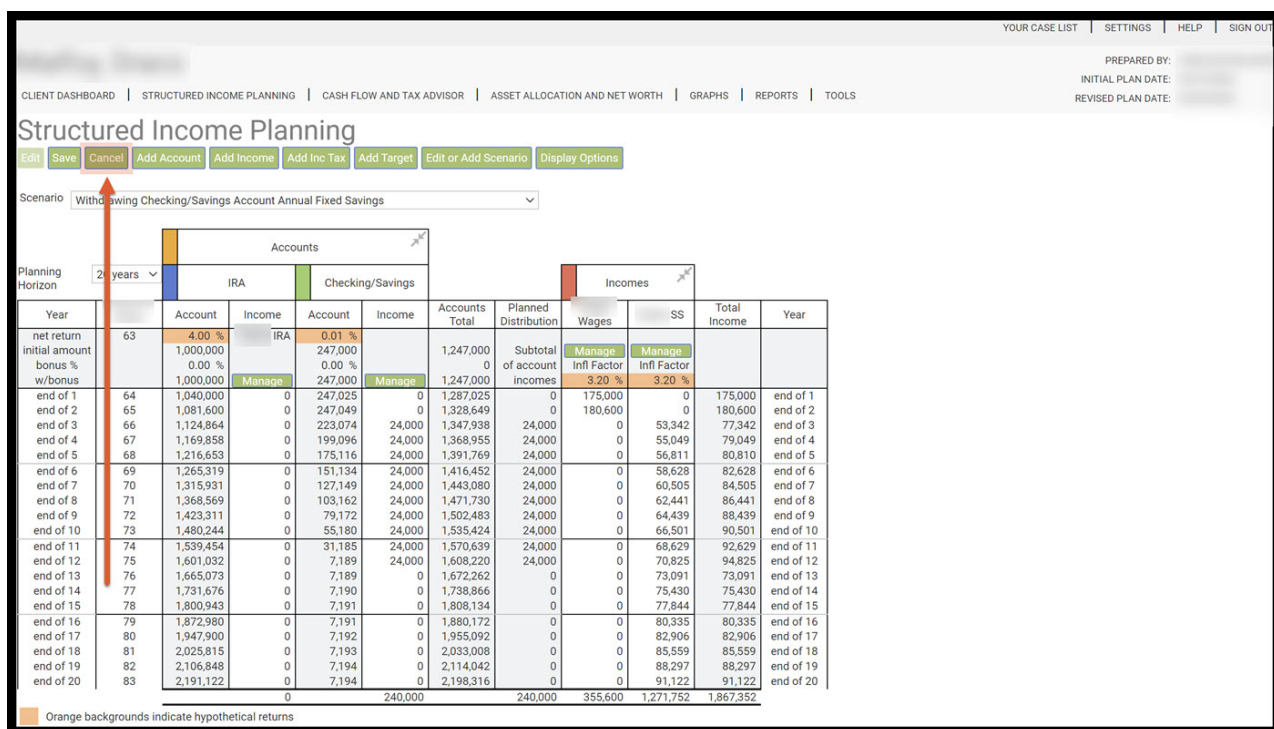 YOUR CASE LIST | SETTINGS | HELP | SIGN OUT
PREPARED BY:
INITIAL PLAN DATE:
REVISED PLAN DATE:
CLIENT DASHBOARD | STRUCTURED INCOME PLANNING | CASH FLOW AND TAX ADVISOR | ASSET ALLOCATION AND NET WORTH | GRAPHS | REPORTS | TOOLS
Structured Income Planning
Edit Save Cancel Add Account Add Income Add Inc Tax Add Target Edit or Add Scenario Display Options
Scenario Withdrawing Checking/Savings Account Annual Fixed Savings
Accounts
Planning Horizon 20 years IRA Checking/Savings Incomes
Year Account Income Account Income Accounts Total Planned Distribution Wages SS Total Income Year
net return 63 4.00 % IRA 0.01 %
initial amount 1,000,000 247,000 1,247,000 Subtotal Manage Manage
bonus % 0.00 % 0.00 % 0 of account Infl Factor Infl Factor
w/bonus 1,000,000 Manage 247,000 Manage 1,247,000 incomes 3.20 % 3.20 %
end of 1 64 1,040,000 0 247,025 0 1,287,025 0 175,000 0 175,000 end of 1
end of 2 65 1,081,600 0 247,049 0 1,328,649 0 180,600 0 180,600 end of 2
end of 3 66 1,124,864 0 223,074 24,000 1,347,938 24,000 0 53,342 77,342 end of 3
end of 4 67 1,169,858 0 199,096 24,000 1,368,955 24,000 0 55,049 79,049 end of 4
end of 5 68 1,216,653 0 175,116 24,000 1,391,769 24,000 0 56,811 80,810 end of 5
end of 6 69 1,265,319 0 151,134 24,000 1,416,452 24,000 0 58,628 82,628 end of 6
end of 7 70 1,315,931 0 127,149 24,000 1,443,080 24,000 0 60,505 84,505 end of 7
end of 8 71 1,368,569 0 103,162 24,000 1,471,730 24,000 0 62,441 86,441 end of 8
end of 9 72 1,423,311 0 79,172 24,000 1,502,483 24,000 0 64,439 88,439 end of 9
end of 10 73 1,480,244 0 55,180 24,000 1,535,424 24,000 0 66,501 90,501 end of 10
end of 11 74 1,539,454 0 31,185 24,000 1,570,639 24,000 0 68,629 92,629 end of 11
end of 12 75 1,601,032 0 7,189 24,000 1,608,220 24,000 0 70,825 94,825 end of 12
end of 13 76 1,665,073 0 7,189 0 1,672,262 0 0 73,091 73,091 end of 13
end of 14 77 1,731,676 0 7,190 0 1,738,866 0 0 75,430 75,430 end of 14
end of 15 78 1,800,943 0 7,191 0 1,808,134 0 0 77,844 77,844 end of 15
end of 16 79 1,872,980 0 7,191 0 1,880,172 0 0 80,335 80,335 end of 16
end of 17 80 1,947,900 0 7,192 0 1,955,092 0 0 82,906 82,906 end of 17
end of 18 81 2,025,815 0 7,193 0 2,033,008 0 0 85,559 85,559 end of 18
end of 19 82 2,106,848 0 7,194 0 2,114,042 0 0 88,297 88,297 end of 19
end of 20 83 2,191,122 0 7,194 0 2,198,316 0 0 91,122 91,122 end of 20
0 240,000 240,000 355,600 1,271,752 1,867,352
Orange backgrounds indicate hypothetical returns